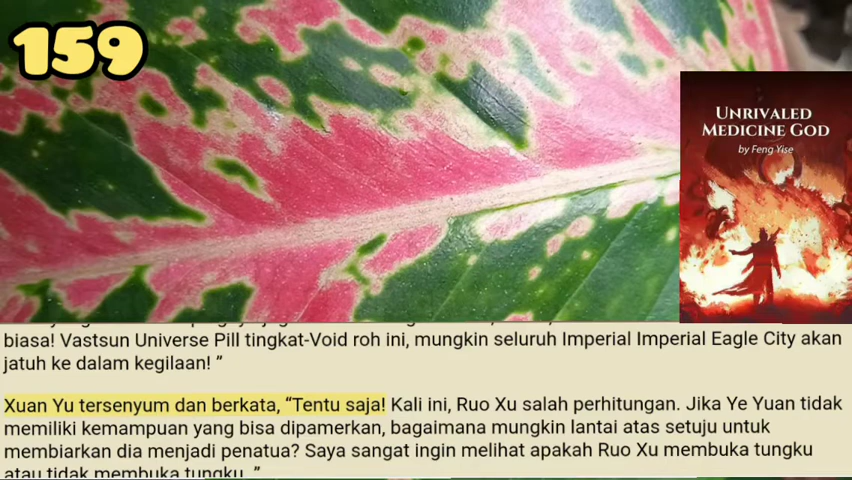 159
UNRIVALED
MEDICINE GOD
by Feng Yise
biasa! Vastsun Universe Pill tingkat-Void roh ini, mungkin seluruh Imperial Imperial Eagle City akan
jatuh ke dalam kegilaan! ”
Xuan Yu tersenyum dan berkata, “Tentu saja! Kali ini, Ruo Xu salah perhitungan. Jika Ye Yuan tidak
memiliki kemampuan yang bisa dipamerkan, bagaimana mungkin lantai atas setuju untuk
membiarkan dia menjadi penatua? Saya sangat ingin melihat apakah Ruo Xu membuka tungku
atau tidak membuka tungku. ”